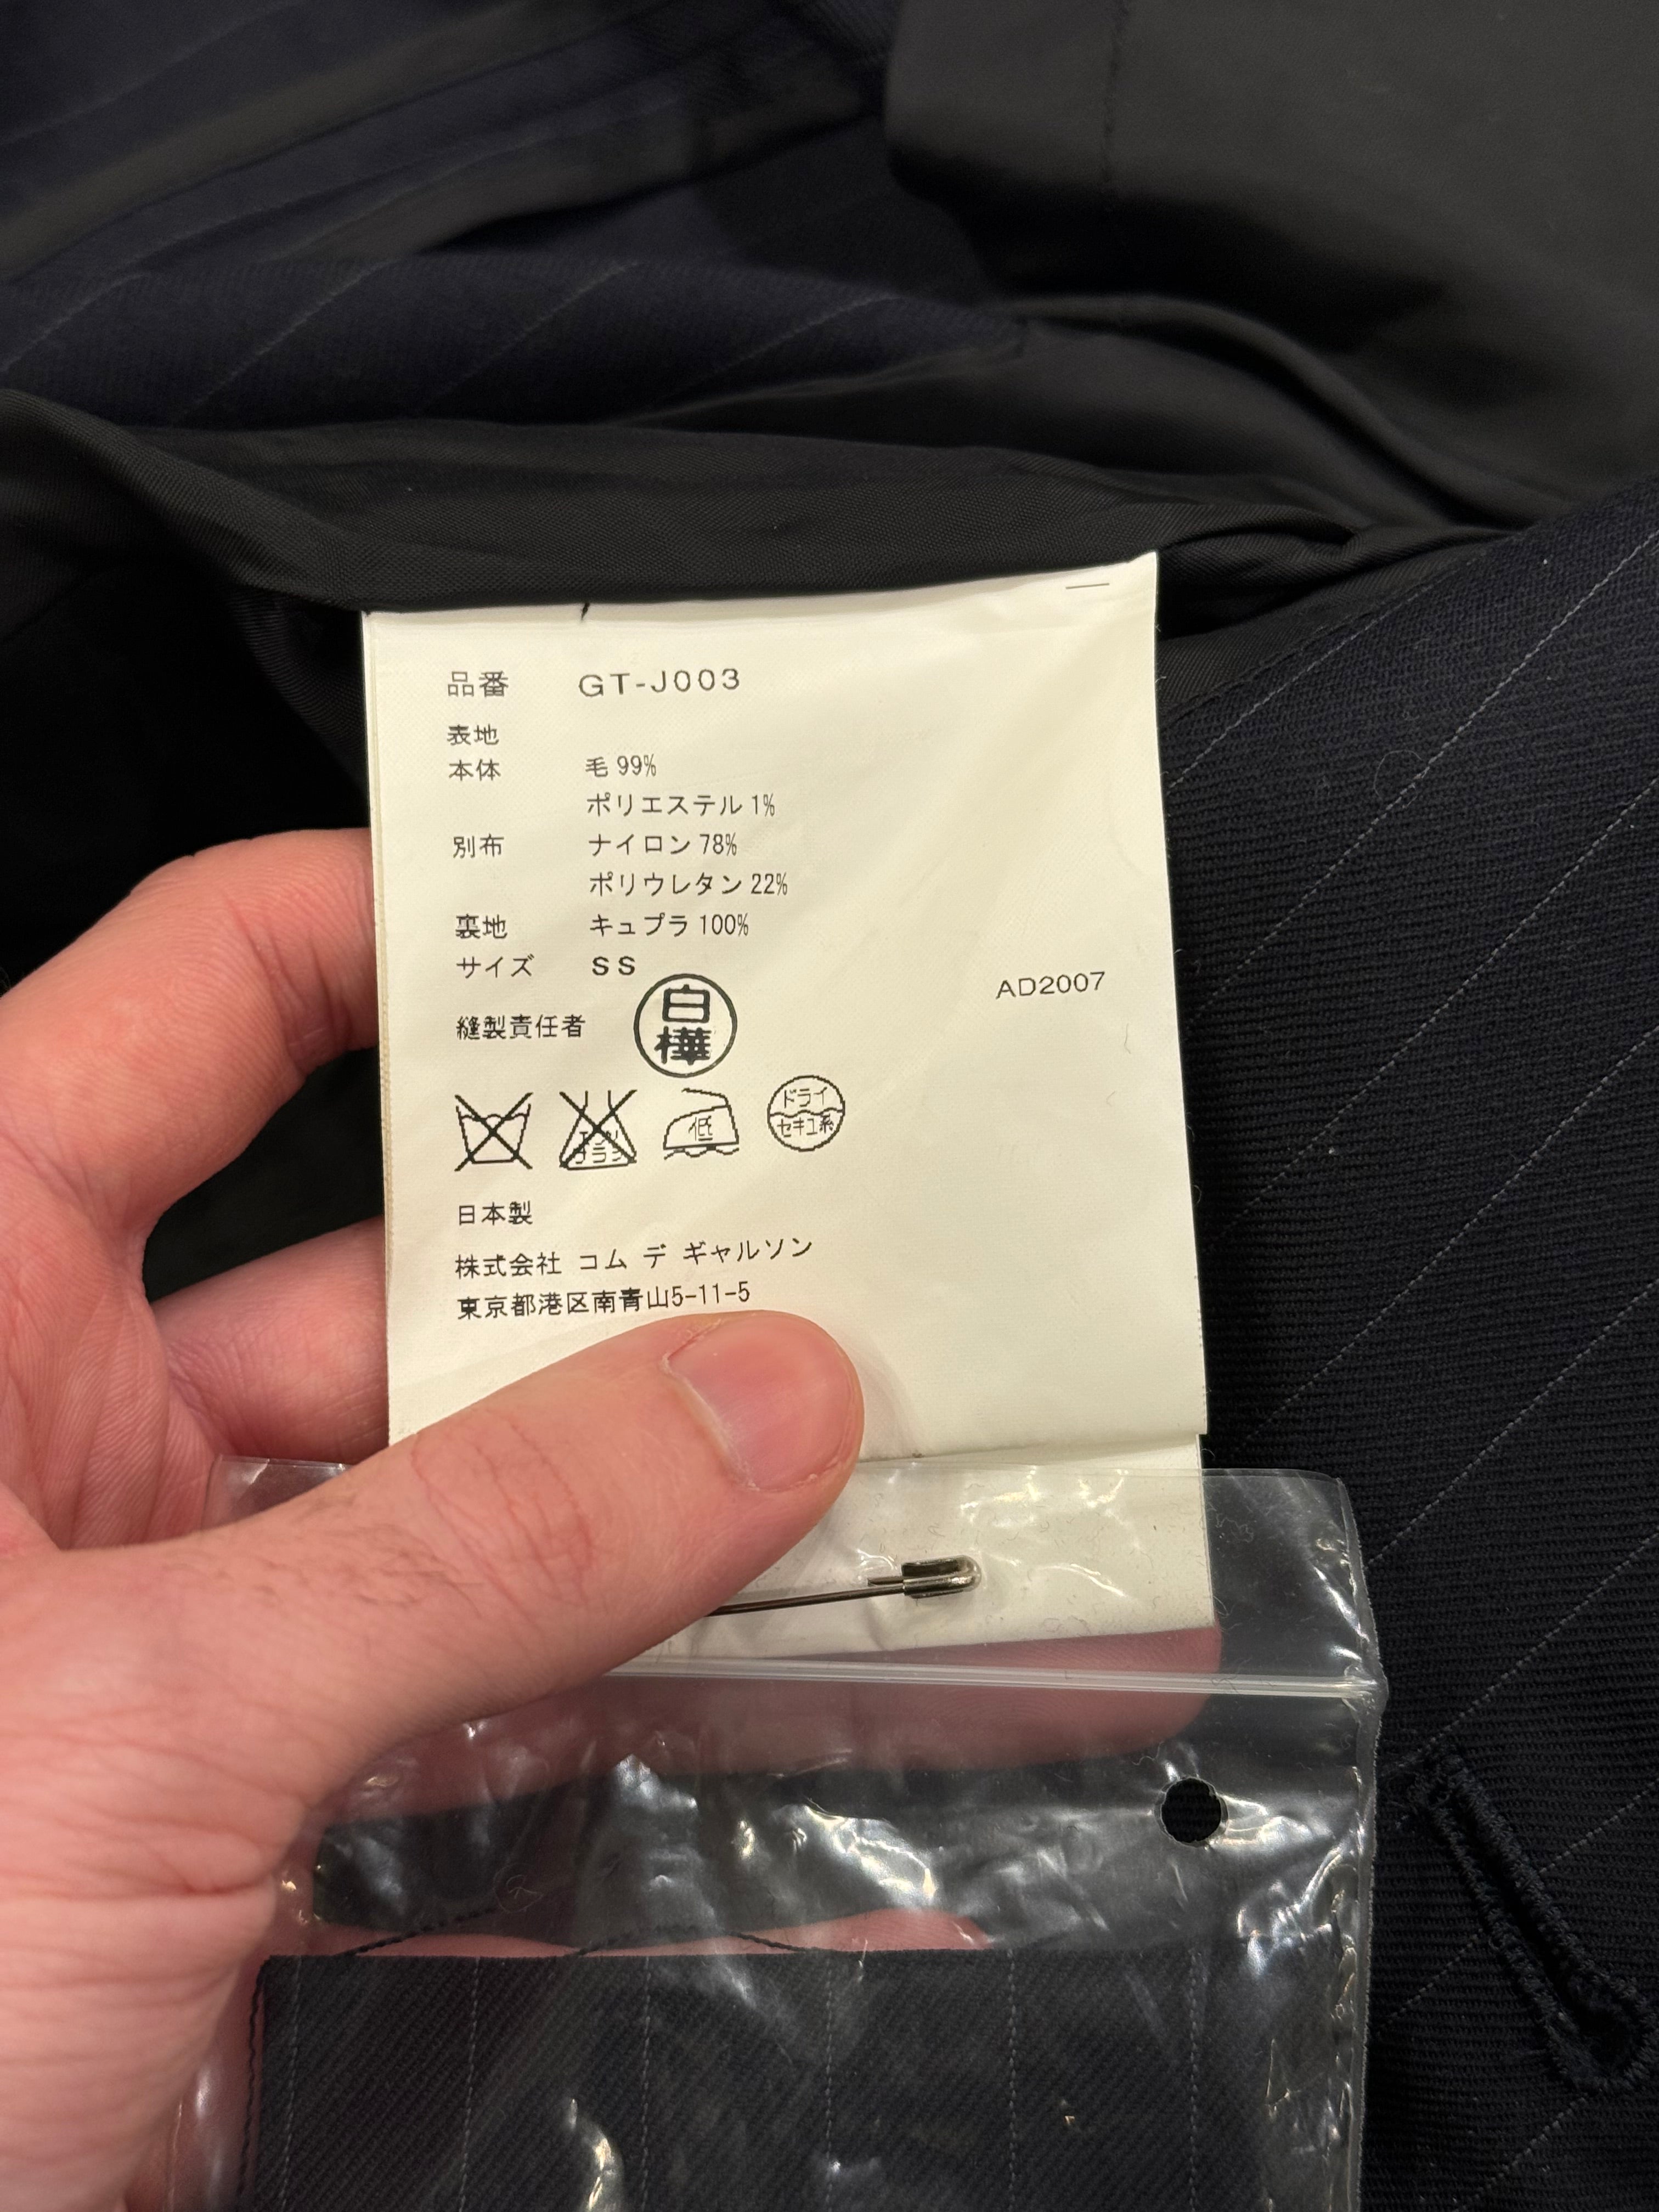 品番 GT-J003
表地
本体 毛 99%
ポリエステル 1%
別布 ナイロン 78%
ポリウレタン 22%
裏地 キュプラ 100%
サイズ SS
AD2007
縫製責任者 白樺
低
ドライ
セキユ系
日本製
株式会社 コム デ ギャルソン
東京都港区南青山5-11-5